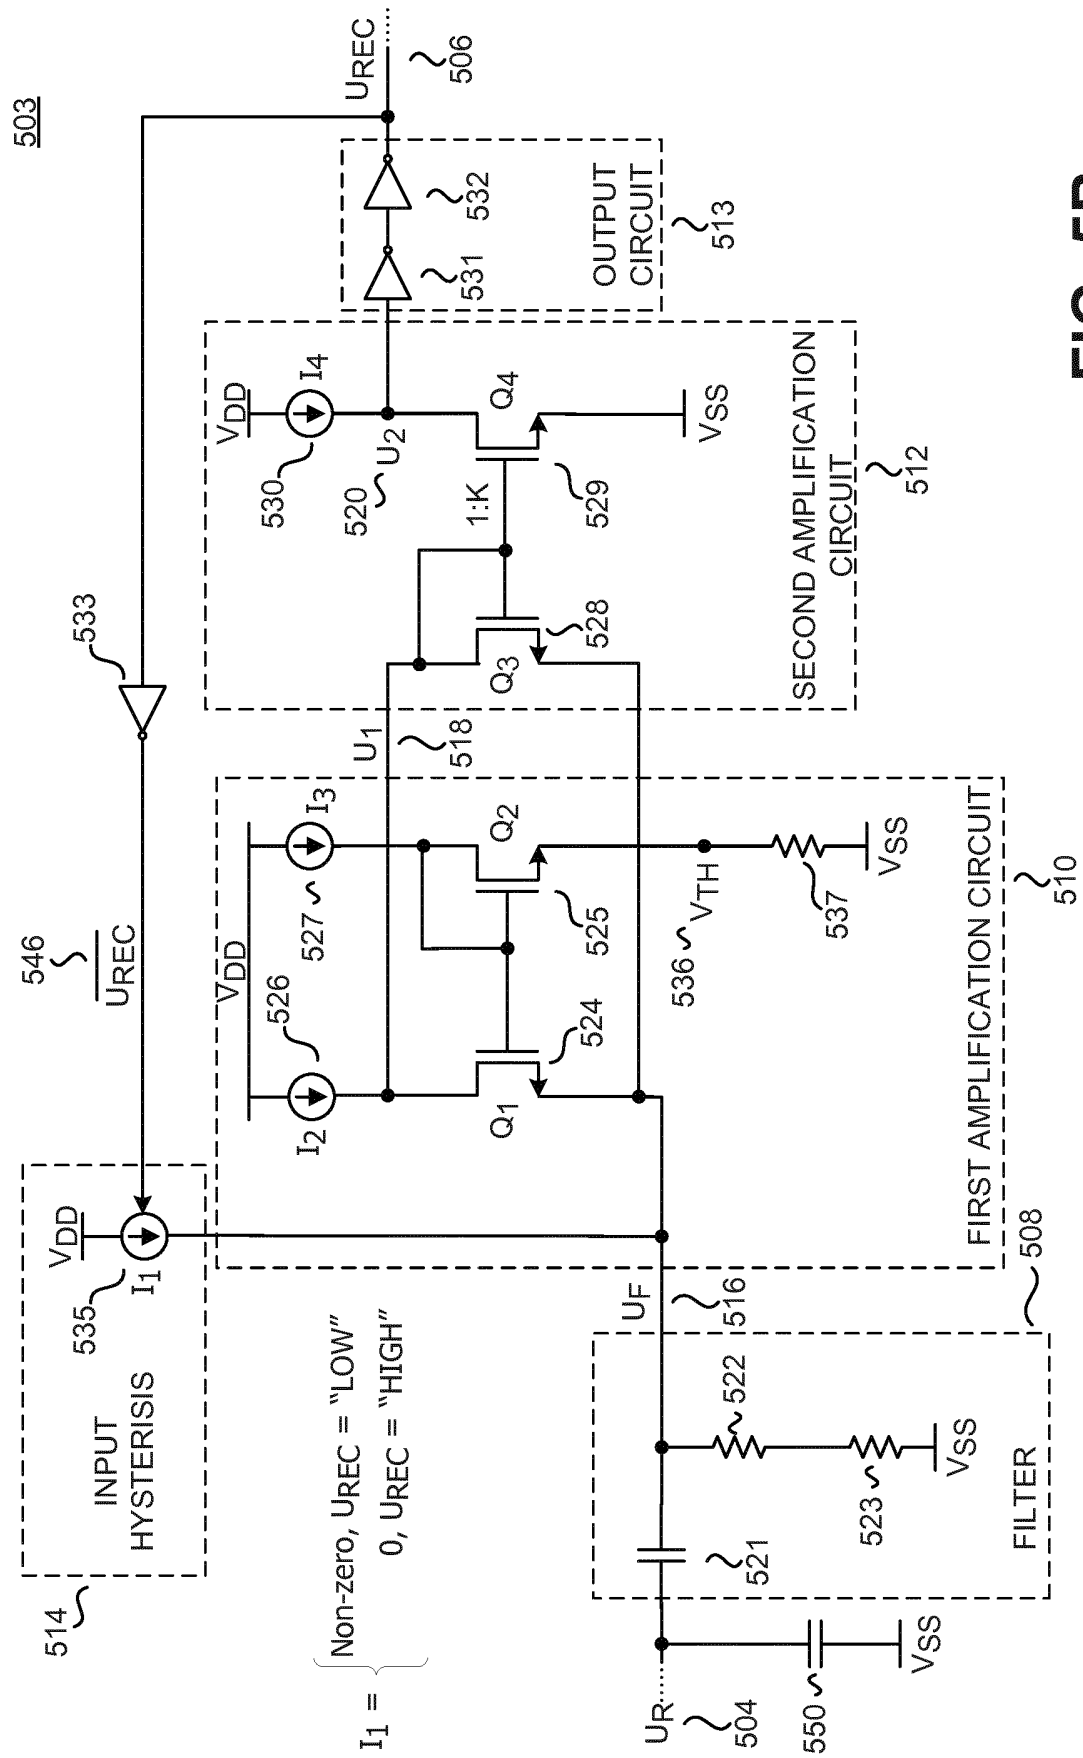 503
INPUT
HYSTERISIS
514
VDD
535
I1
546
UREC
533
I1 =
Non-zero, UREC = "LOW"
0, UREC = "HIGH"
UR
504
550
VSS
521
522
523
VSS
FILTER
508
UF
516
VDD
I2
526
527
I3
Q1
524
Q2
525
536
VTH
537
VSS
FIRST AMPLIFICATION CIRCUIT
510
U1
518
Q3
528
1:K
VDD
530
I4
520
U2
Q4
529
VSS
SECOND AMPLIFICATION
CIRCUIT
512
531
532
OUTPUT
CIRCUIT
513
UREC
506